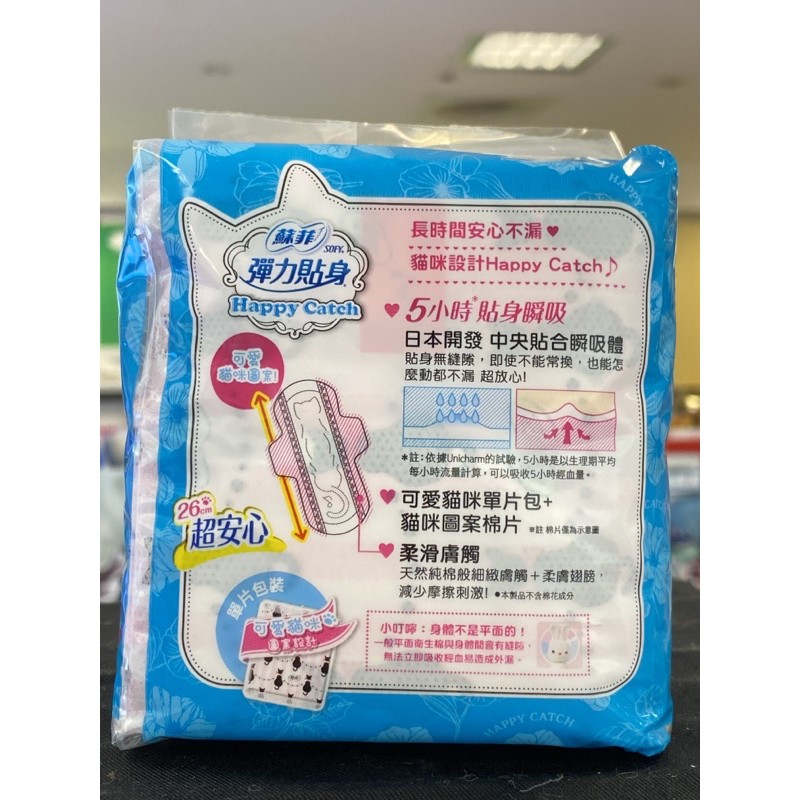 蘇菲
SOFY
彈力貼身
Happy Catch
長時間安心不漏♥
貓咪設計Happy Catch♪
♥ 5小時*貼身瞬吸
日本開發 中央貼合瞬吸體
貼身無縫隙，即使不能常換，也能怎
麼動都不漏 超放心!
*註:依據Unicharm的試驗，5小時是以生理期平均
每小時流量計算，可以吸收5小時經血量。
可愛
貓咪圖案!
26cm
超安心
♥ 可愛貓咪單片包+
貓咪圖案棉片 *註 棉片僅為示意圖
♥ 柔滑膚觸
天然純棉般細緻膚觸+柔膚翅膀，
減少摩擦刺激! ●本製品不含棉花成分
單片包裝
可愛貓咪
圖案設計
小叮嚀:身體不是平面的!
一般平面衛生棉與身體間會有縫隙，
無法立即吸收經血易造成外漏。
HAPPY
HAPPY CATCH